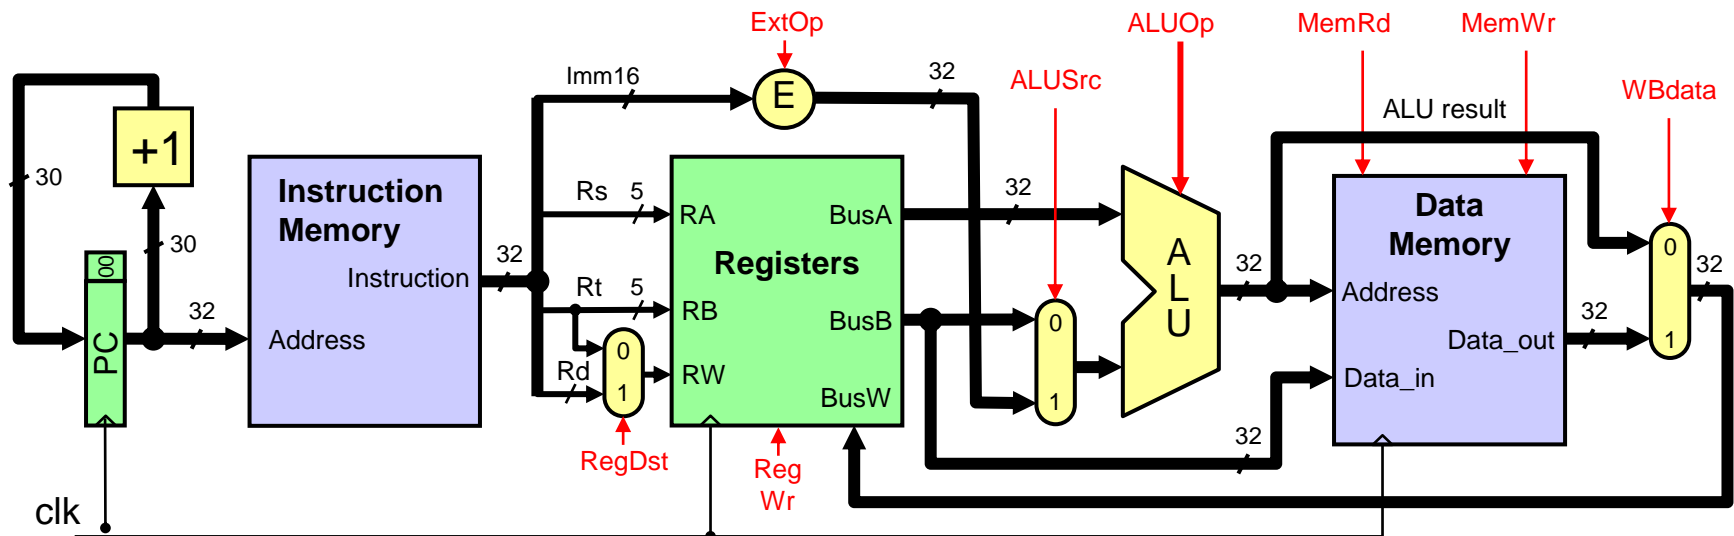 ExtOp
ALUOp
MemRd
MemWr
Imm16
32
ALUSrc
WBdata
E
ALU result
+1
30
Instruction
Memory
Rs
5
RA
BusA
32
Data
Memory
30
00
Instruction
32
Registers
A
L
U
0
32
Rt
5
RB
BusB
32
Address
32
PC
32
Address
0
1
Rd
RW
BusW
0
1
Data_out
32
1
Data_in
32
RegDst
Reg
Wr
clk